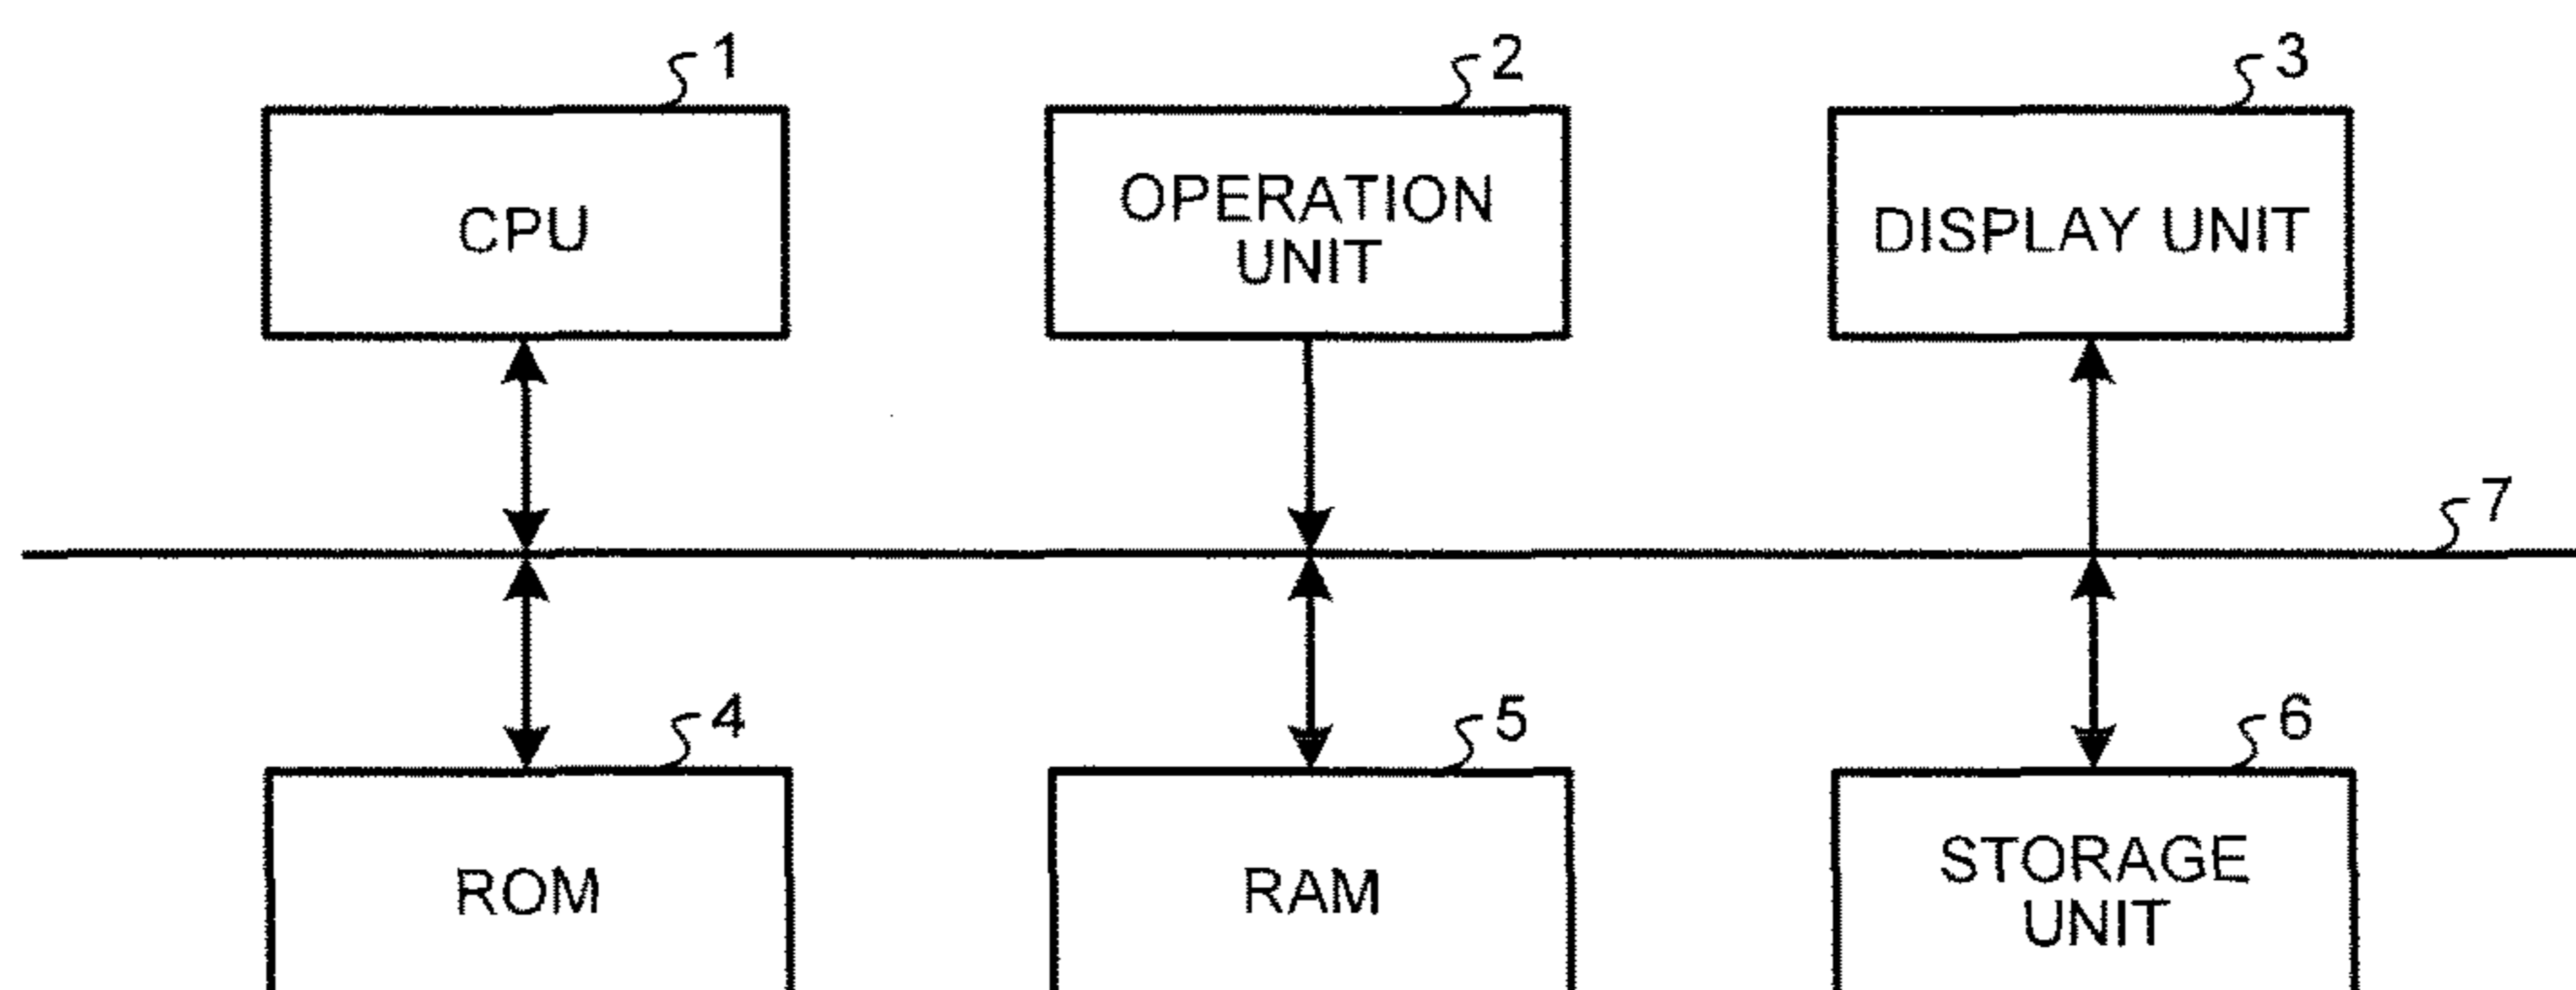 1
CPU
2
OPERATION
UNIT
3
DISPLAY UNIT
7
4
ROM
5
RAM
6
STORAGE
UNIT